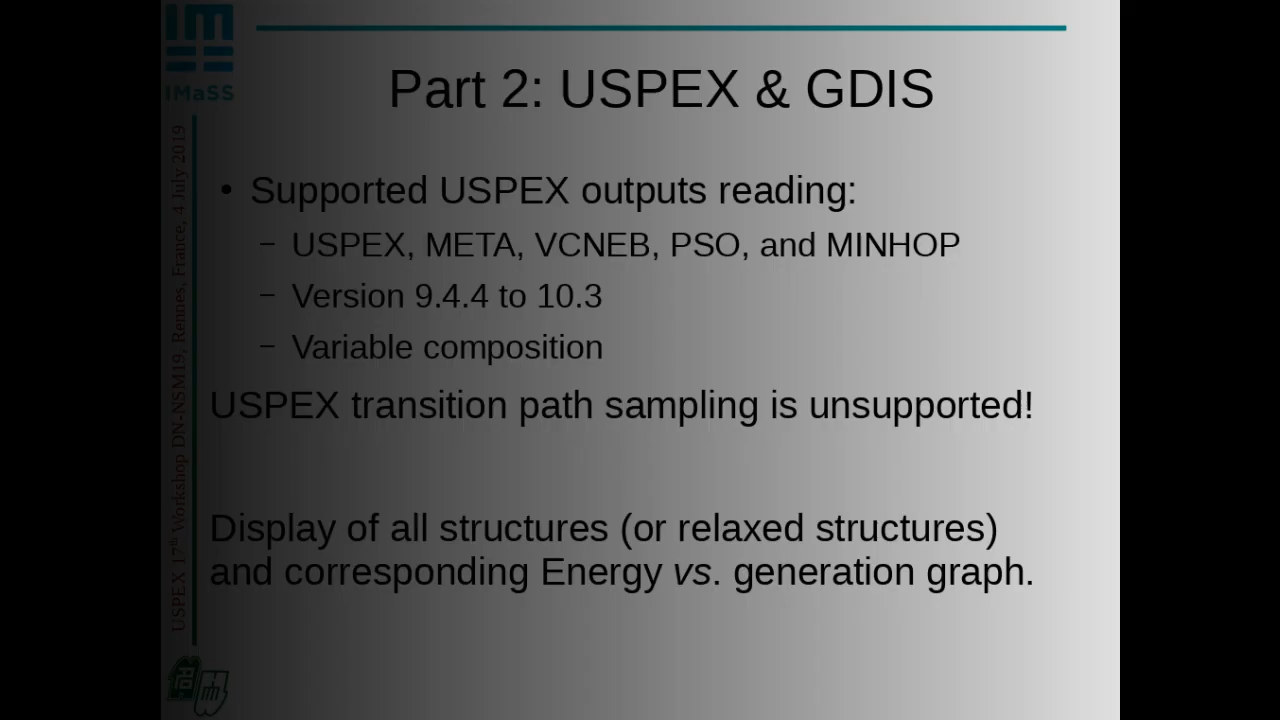 IMaSS
Part 2: USPEX & GDIS
USPEX 17th Workshop DN-NSM19, Rennes, France, 4 July 2019
• Supported USPEX outputs reading:
– USPEX, META, VCNEB, PSO, and MINHOP
– Version 9.4.4 to 10.3
– Variable composition
USPEX transition path sampling is unsupported!
Display of all structures (or relaxed structures)
and corresponding Energy vs. generation graph.